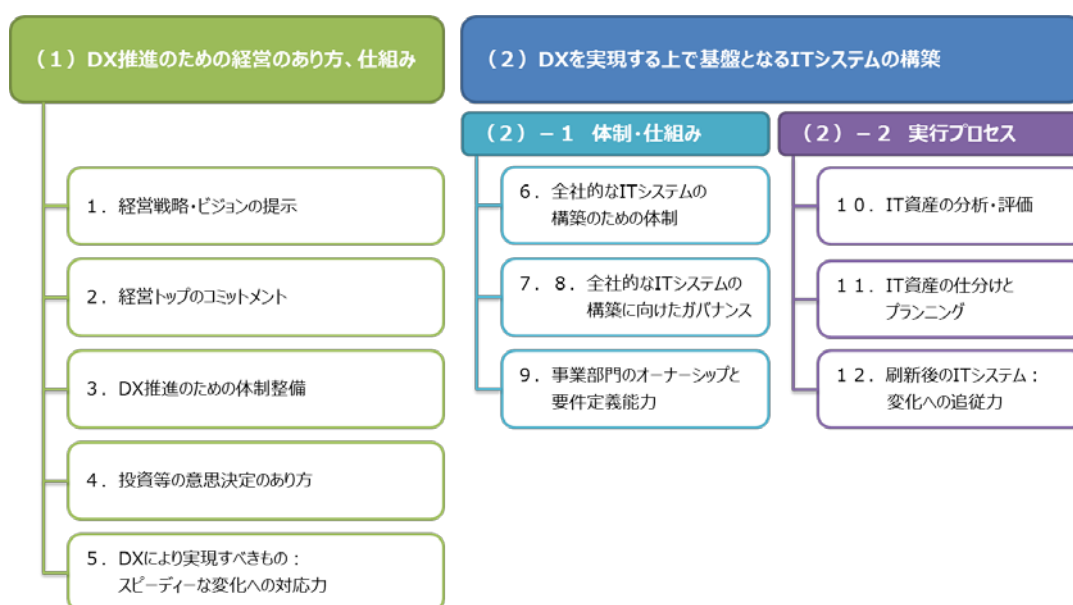 （１）DX推進のための経営のあり方、仕組み
１．経営戦略・ビジョンの提示
２．経営トップのコミットメント
３．DX推進のための体制整備
４．投資等の意思決定のあり方
５．DXにより実現すべきもの：
スピーディーな変化への対応力
（２）DXを実現する上で基盤となるITシステムの構築
（２）－１ 体制・仕組み
６．全社的なITシステムの
構築のための体制
７．８．全社的なITシステムの
構築に向けたガバナンス
９．事業部門のオーナーシップと
要件定義能力
（２）－２ 実行プロセス
１０．IT資産の分析・評価
１１．IT資産の仕分けと
プランニング
１２．刷新後のITシステム：
変化への追従力